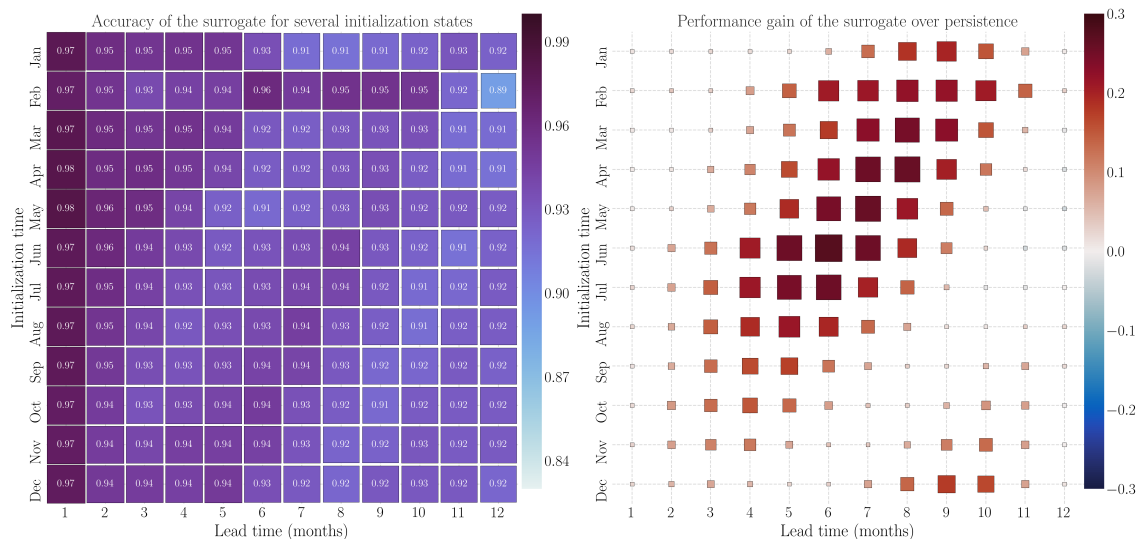 Accuracy of the surrogate for several initialization states
Initialization time
Jan 0.97 0.95 0.95 0.95 0.95 0.93 0.91 0.91 0.91 0.92 0.93 0.92
Feb 0.97 0.95 0.93 0.94 0.94 0.96 0.94 0.95 0.95 0.95 0.92 0.89
Mar 0.97 0.95 0.95 0.95 0.94 0.92 0.92 0.93 0.93 0.93 0.91 0.91
Apr 0.98 0.95 0.95 0.95 0.94 0.92 0.92 0.92 0.93 0.92 0.91 0.91
May 0.98 0.96 0.95 0.94 0.92 0.91 0.92 0.93 0.93 0.92 0.92 0.92
Jun 0.97 0.96 0.94 0.93 0.92 0.93 0.93 0.94 0.93 0.92 0.91 0.92
Jul 0.97 0.95 0.94 0.93 0.93 0.93 0.94 0.93 0.92 0.91 0.92 0.92
Aug 0.97 0.95 0.94 0.92 0.93 0.94 0.94 0.93 0.92 0.91 0.92 0.92
Sep 0.97 0.95 0.93 0.93 0.94 0.94 0.94 0.93 0.92 0.92 0.92 0.92
Oct 0.97 0.94 0.93 0.93 0.94 0.94 0.93 0.92 0.91 0.92 0.92 0.92
Nov 0.97 0.94 0.94 0.94 0.94 0.94 0.93 0.92 0.92 0.93 0.92 0.92
Dec 0.97 0.94 0.94 0.94 0.94 0.93 0.92 0.91 0.92 0.92 0.92 0.92
1 2 3 4 5 6 7 8 9 10 11 12
Lead time (months)
0.99
0.96
0.93
0.90
0.87
0.84
Performance gain of the surrogate over persistence
Initialization time
Jan
Feb
Mar
Apr
May
Jun
Jul
Aug
Sep
Oct
Nov
Dec
1 2 3 4 5 6 7 8 9 10 11 12
Lead time (months)
0.3
0.2
0.1
0.0
−0.1
−0.2
−0.3